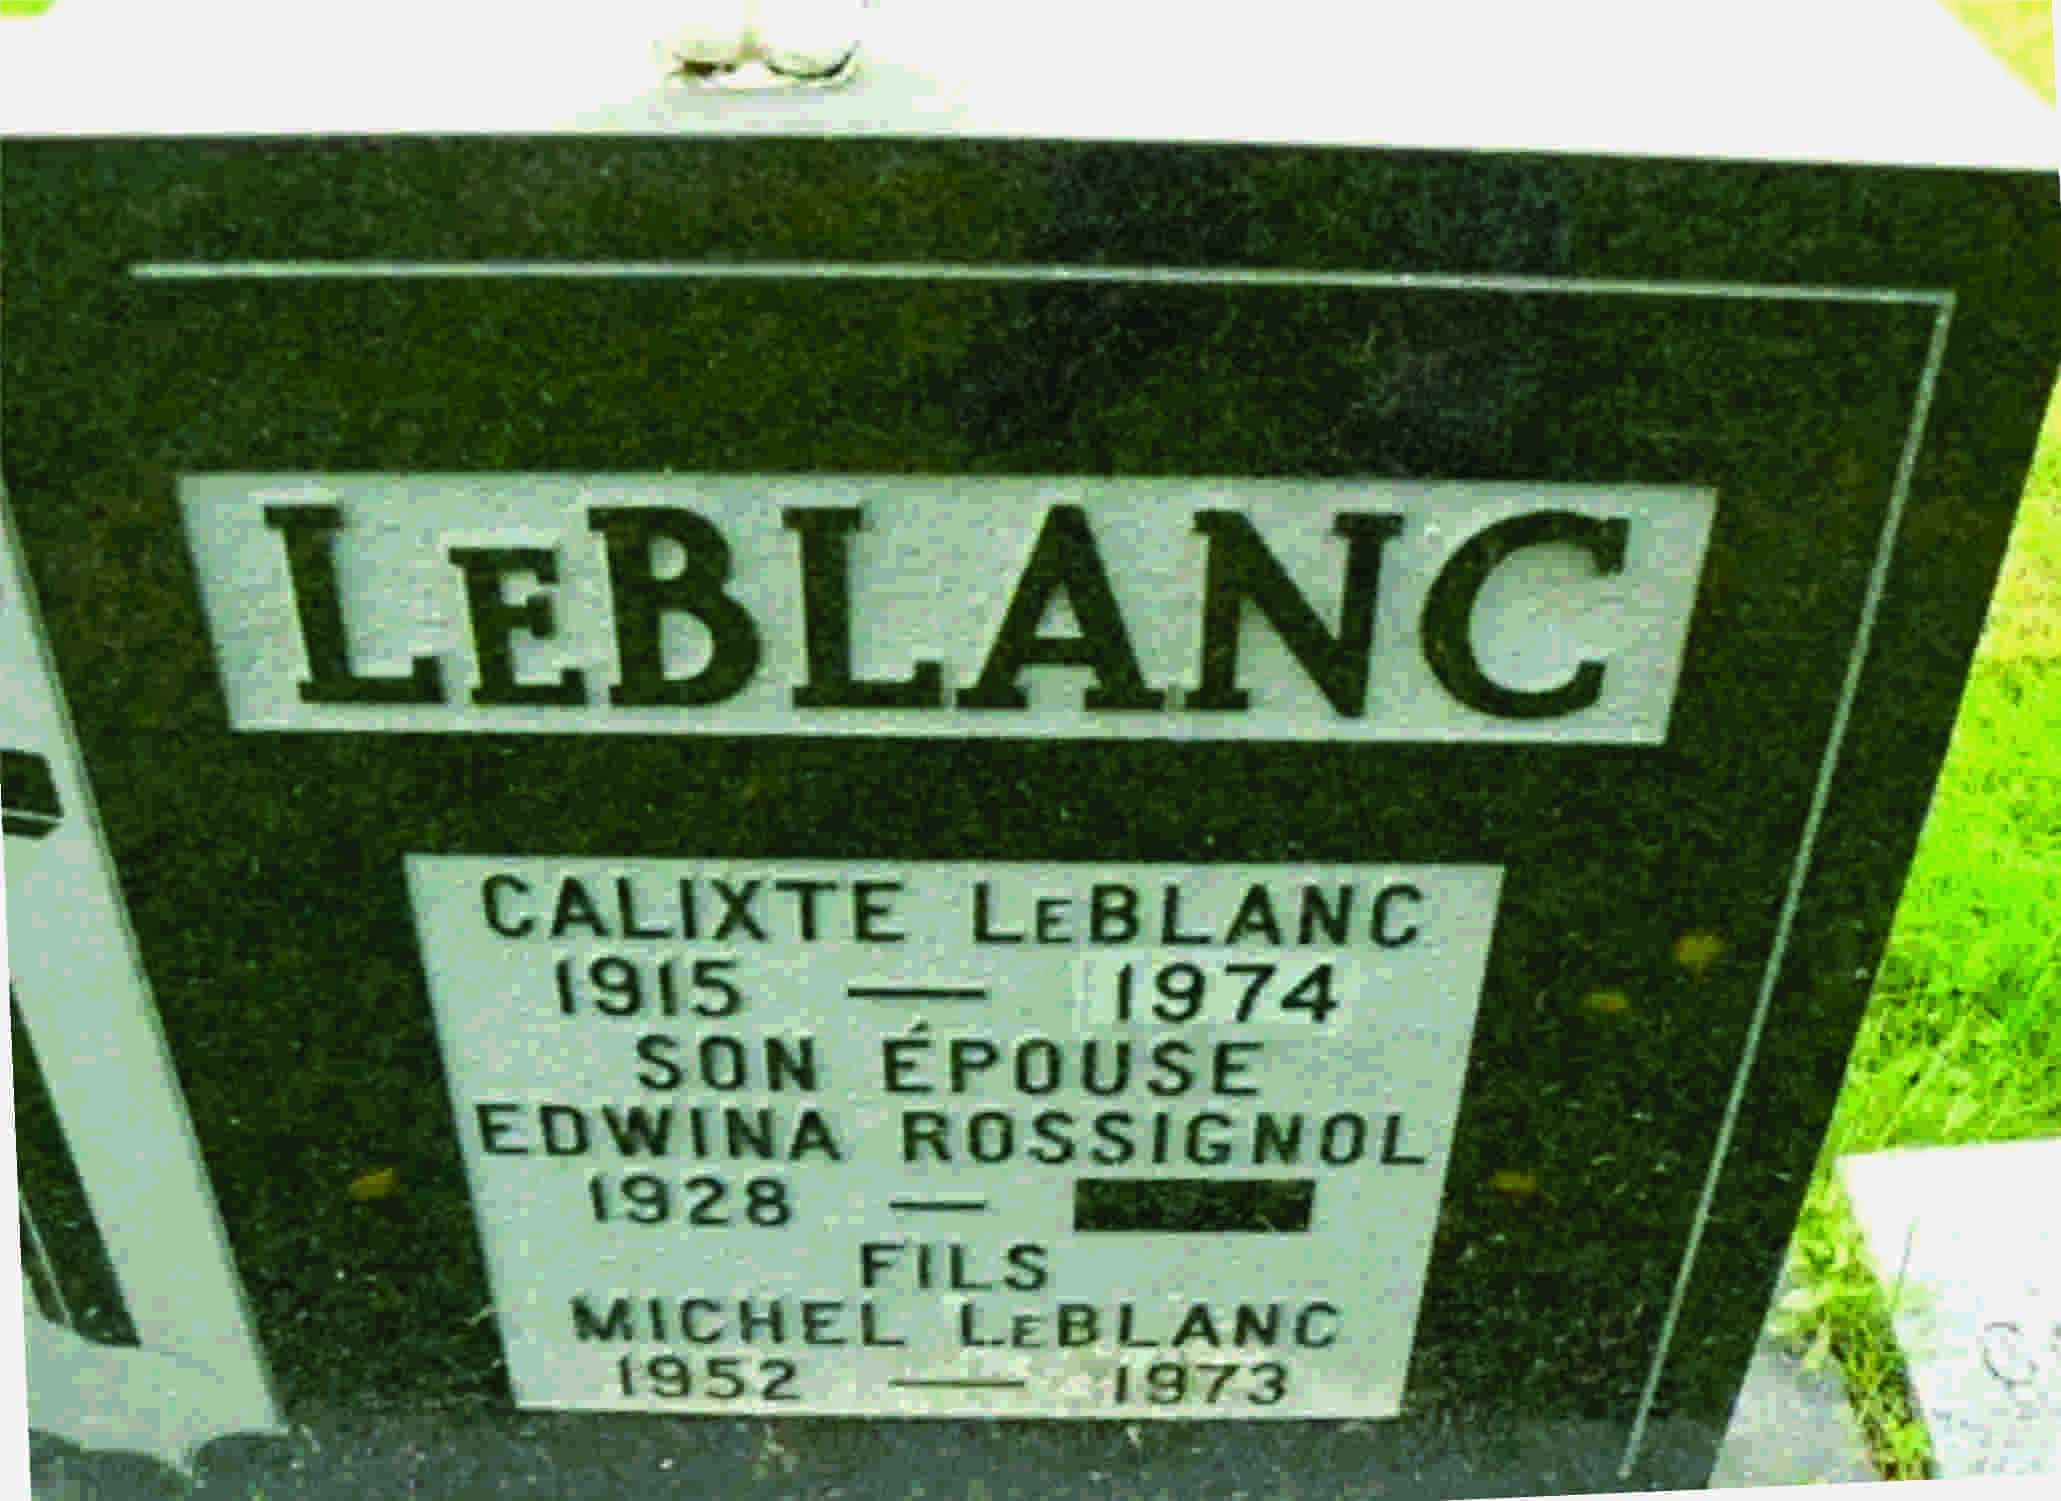 LeBLANC
CALIXTE LeBLANC
1915 — 1974
SON ÉPOUSE
EDWINA ROSSIGNOL
1928 —
FILS
MICHEL LeBLANC
1952 — 1973